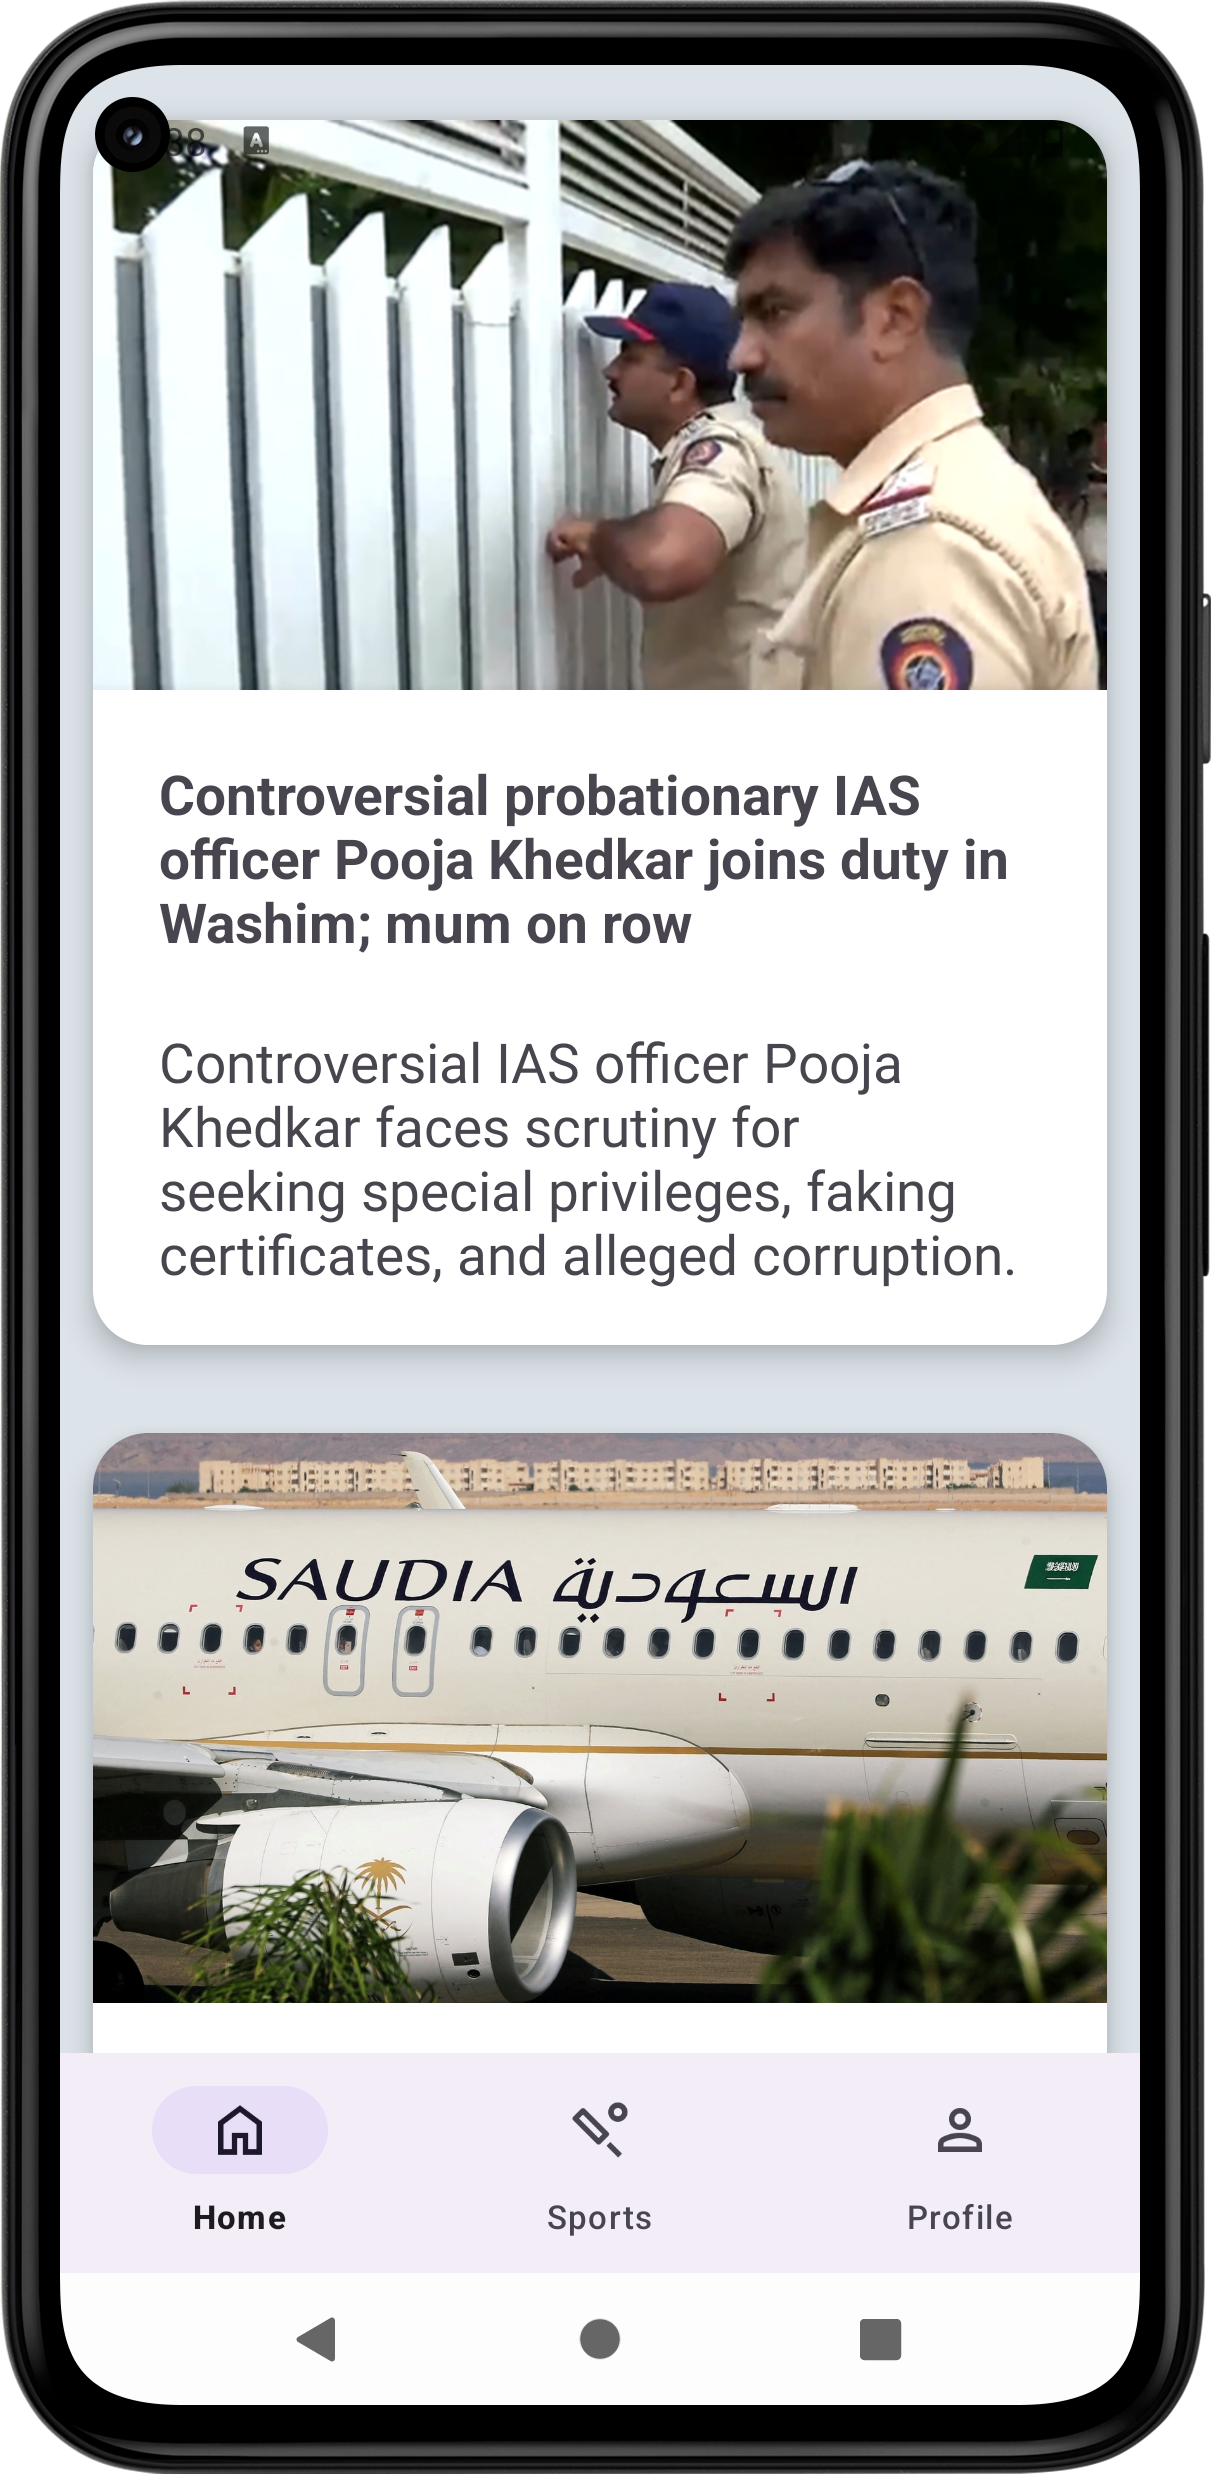 38
Controversial probationary IAS
officer Pooja Khedkar joins duty in
Washim; mum on row
Controversial IAS officer Pooja
Khedkar faces scrutiny for
seeking special privileges, faking
certificates, and alleged corruption.
SAUDIA السعودية
Home
Sports
Profile